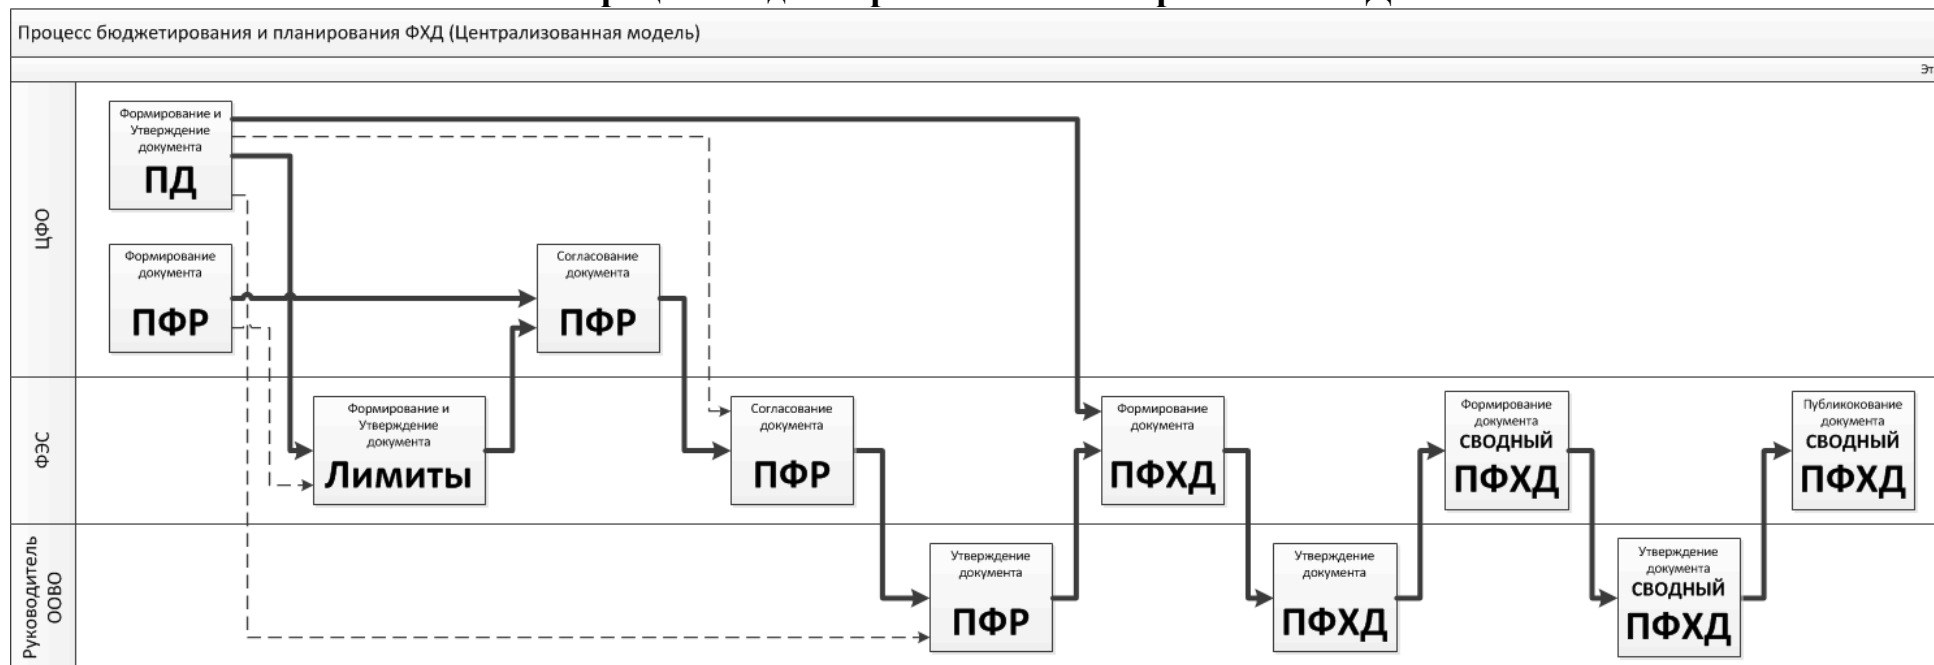 Процесс бюджетирования и планирования ФХД (Централизованная модель)
Эт
ЦФО
Формирование и
Утверждение
документа
ПД
Формирование
документа
ПФР
Согласование
документа
ПФР
ФЭС
Формирование и
Утверждение
документа
Лимиты
Согласование
документа
ПФР
Формирование
документа
ПФХД
Формирование
документа
СВОДНЫЙ
ПФХД
Публикокование
документа
СВОДНЫЙ
ПФХД
Руководитель
ООВО
Утверждение
документа
ПФР
Утверждение
документа
ПФХД
Утверждение
документа
СВОДНЫЙ
ПФХД